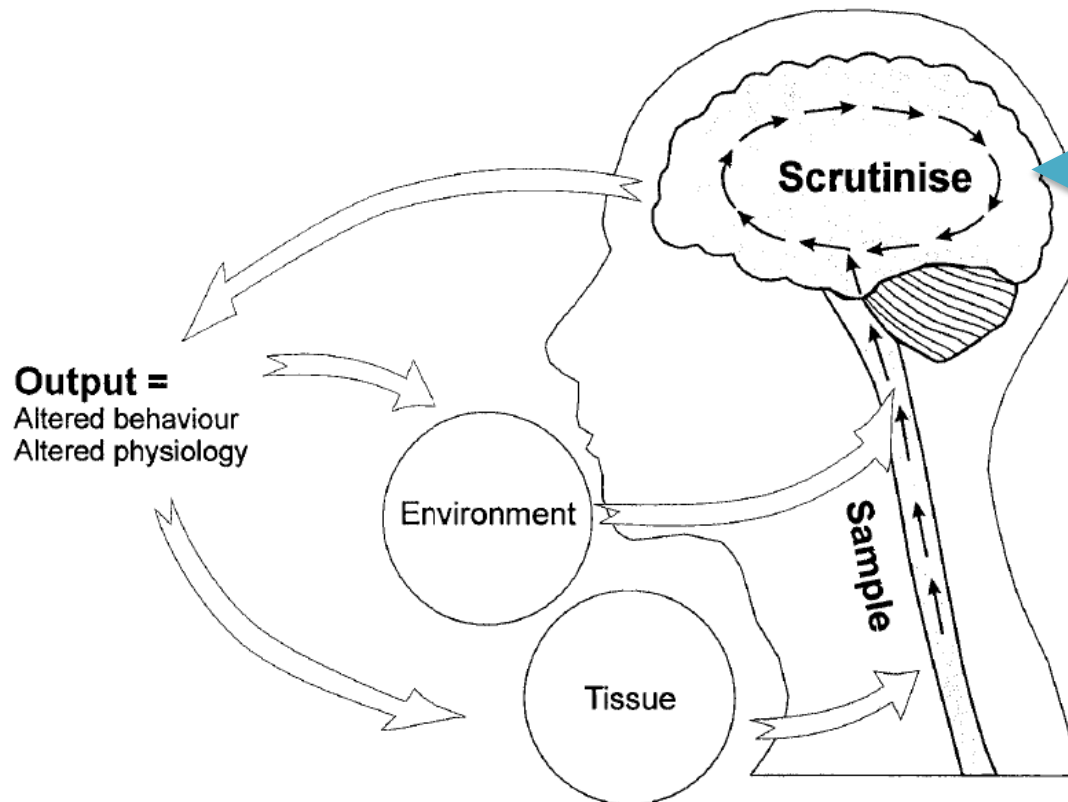 Scrutinise
Output =
Altered behaviour
Altered physiology
Environment
Sample
Tissue